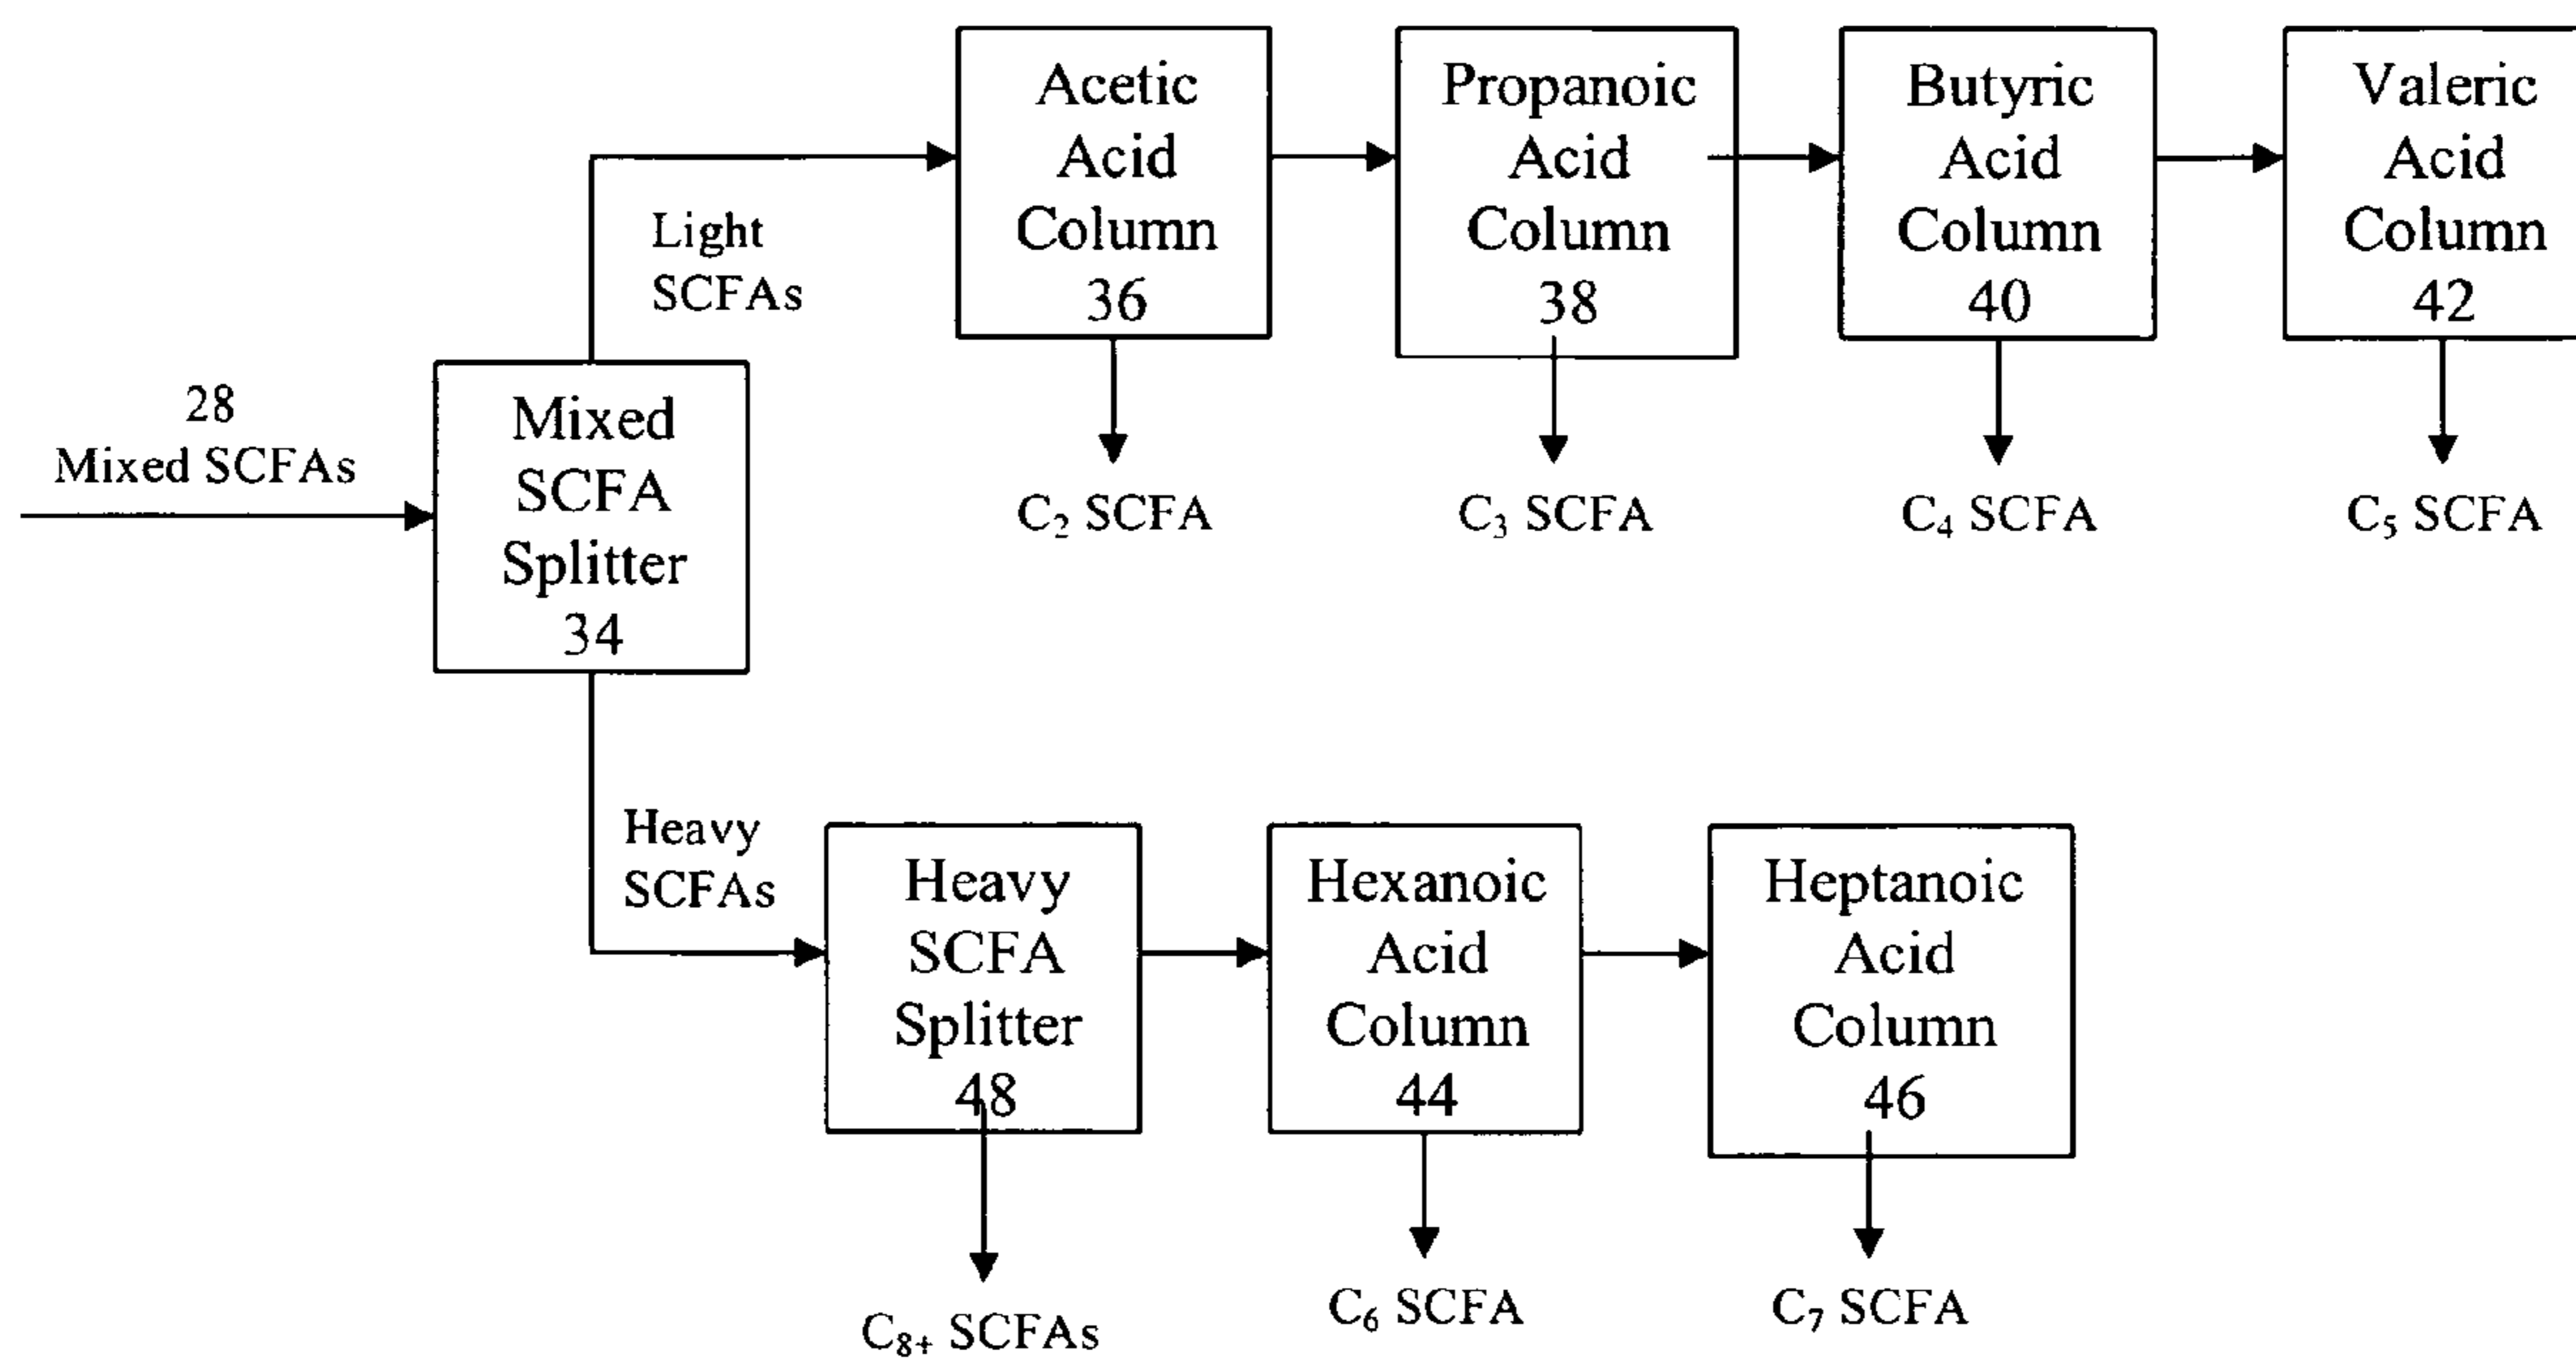 28
Mixed SCFAs
Mixed
SCFA
Splitter
34
Light
SCFAs
Acetic
Acid
Column
36
C₂ SCFA
Propanoic
Acid
Column
38
C₃ SCFA
Butyric
Acid
Column
40
C₄ SCFA
Valeric
Acid
Column
42
C₅ SCFA
Heavy
SCFAs
Heavy
SCFA
Splitter
48
C₈₊ SCFAs
Hexanoic
Acid
Column
44
C₆ SCFA
Heptanoic
Acid
Column
46
C₇ SCFA